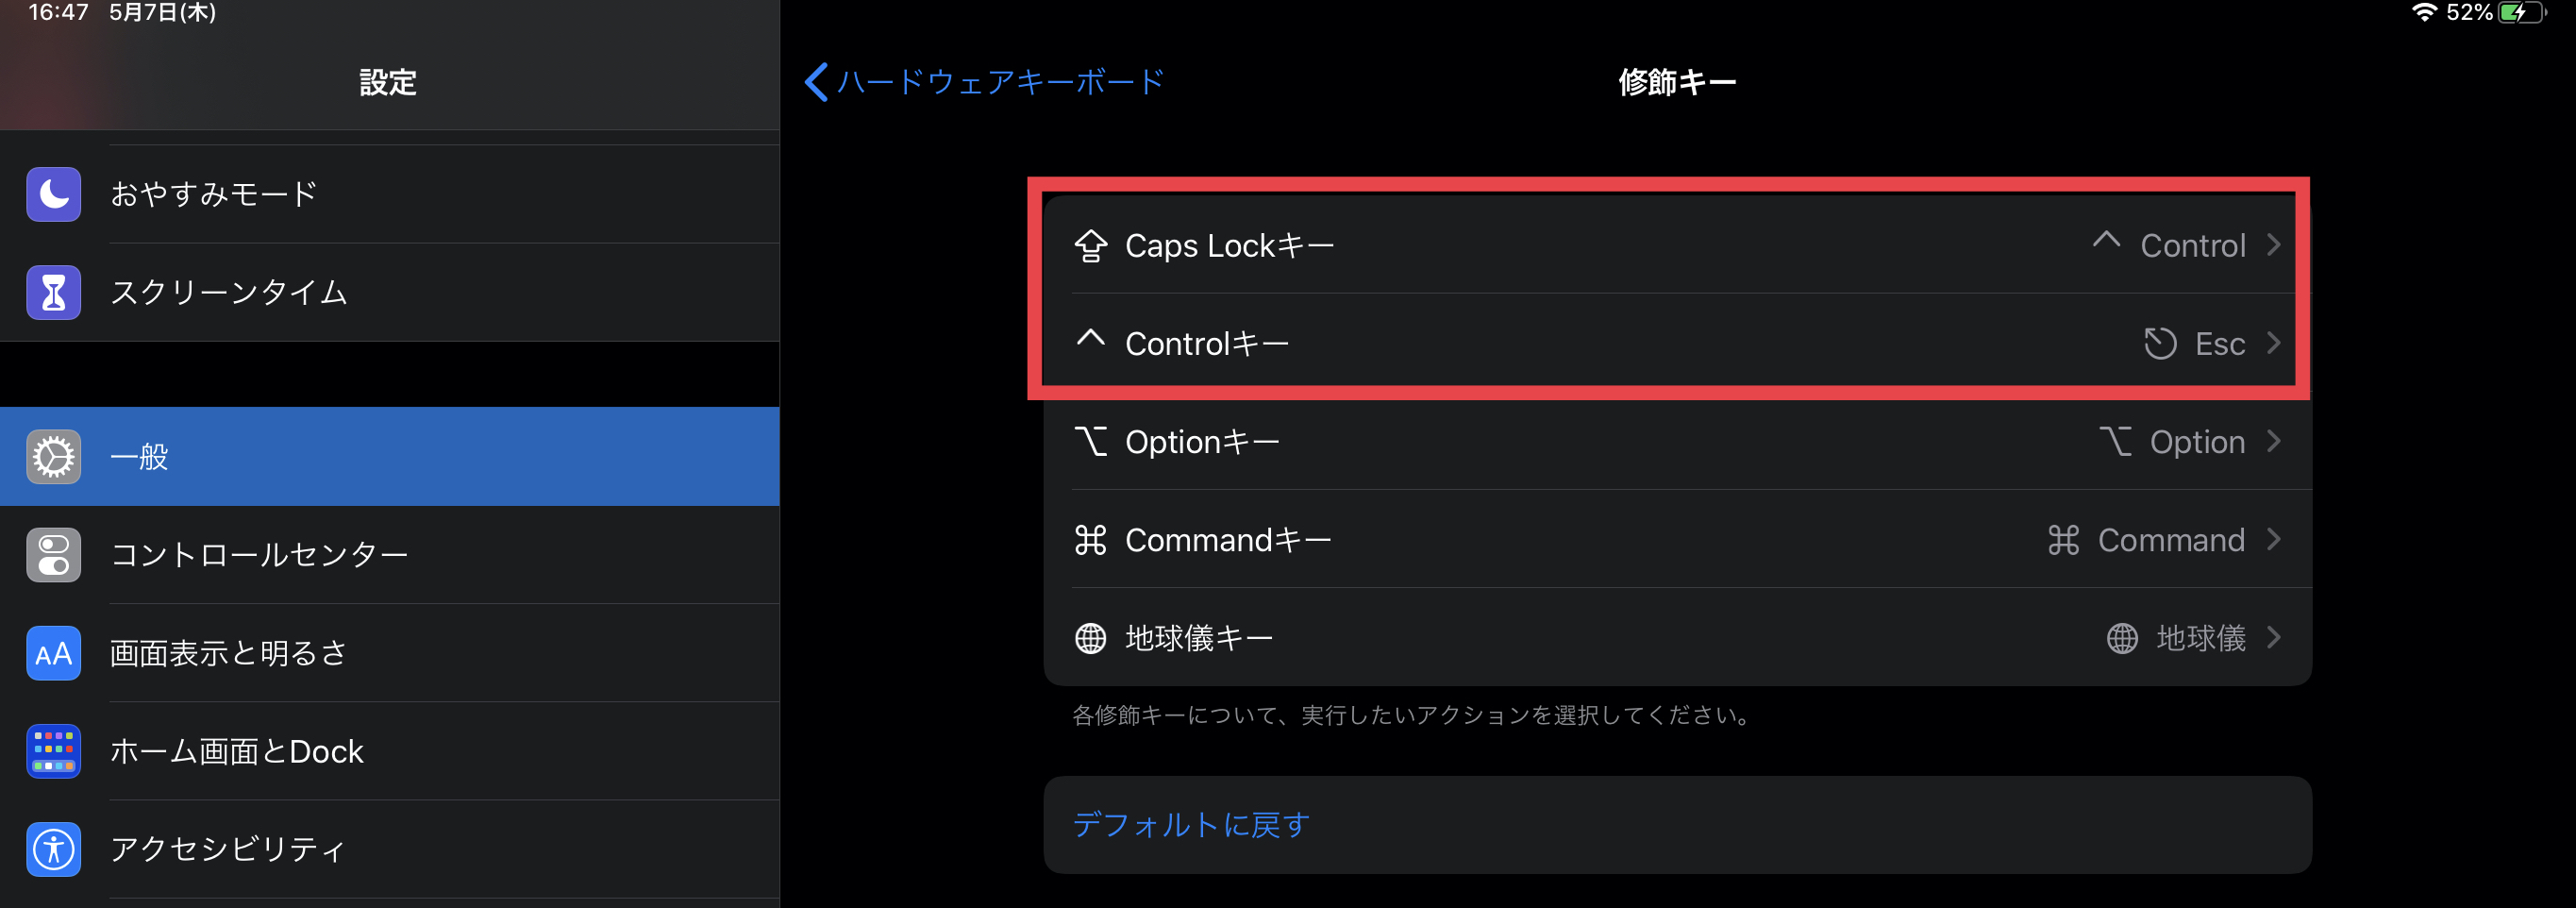 16:47 5月7日(木)
52%
設定
おやすみモード
スクリーンタイム
一般
コントロールセンター
AA
画面表示と明るさ
ホーム画面とDock
アクセシビリティ
ハードウェアキーボード
修飾キー
Caps Lockキー Control
Controlキー Esc
Optionキー Option
Commandキー Command
地球儀キー 地球儀
各修飾キーについて、実行したいアクションを選択してください。
デフォルトに戻す